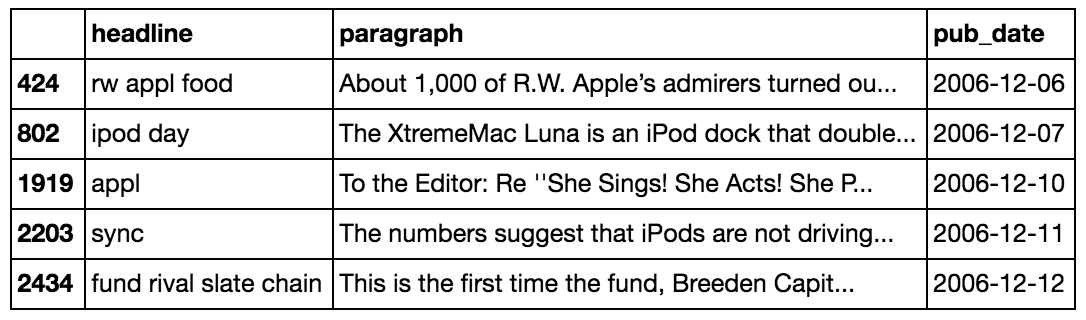 headline paragraph pub_date
424 rw appl food About 1,000 of R.W. Apple’s admirers turned ou... 2006-12-06
802 ipod day The XtremeMac Luna is an iPod dock that double... 2006-12-07
1919 appl To the Editor: Re ''She Sings! She Acts! She P... 2006-12-10
2203 sync The numbers suggest that iPods are not driving... 2006-12-11
2434 fund rival slate chain This is the first time the fund, Breeden Capit... 2006-12-12